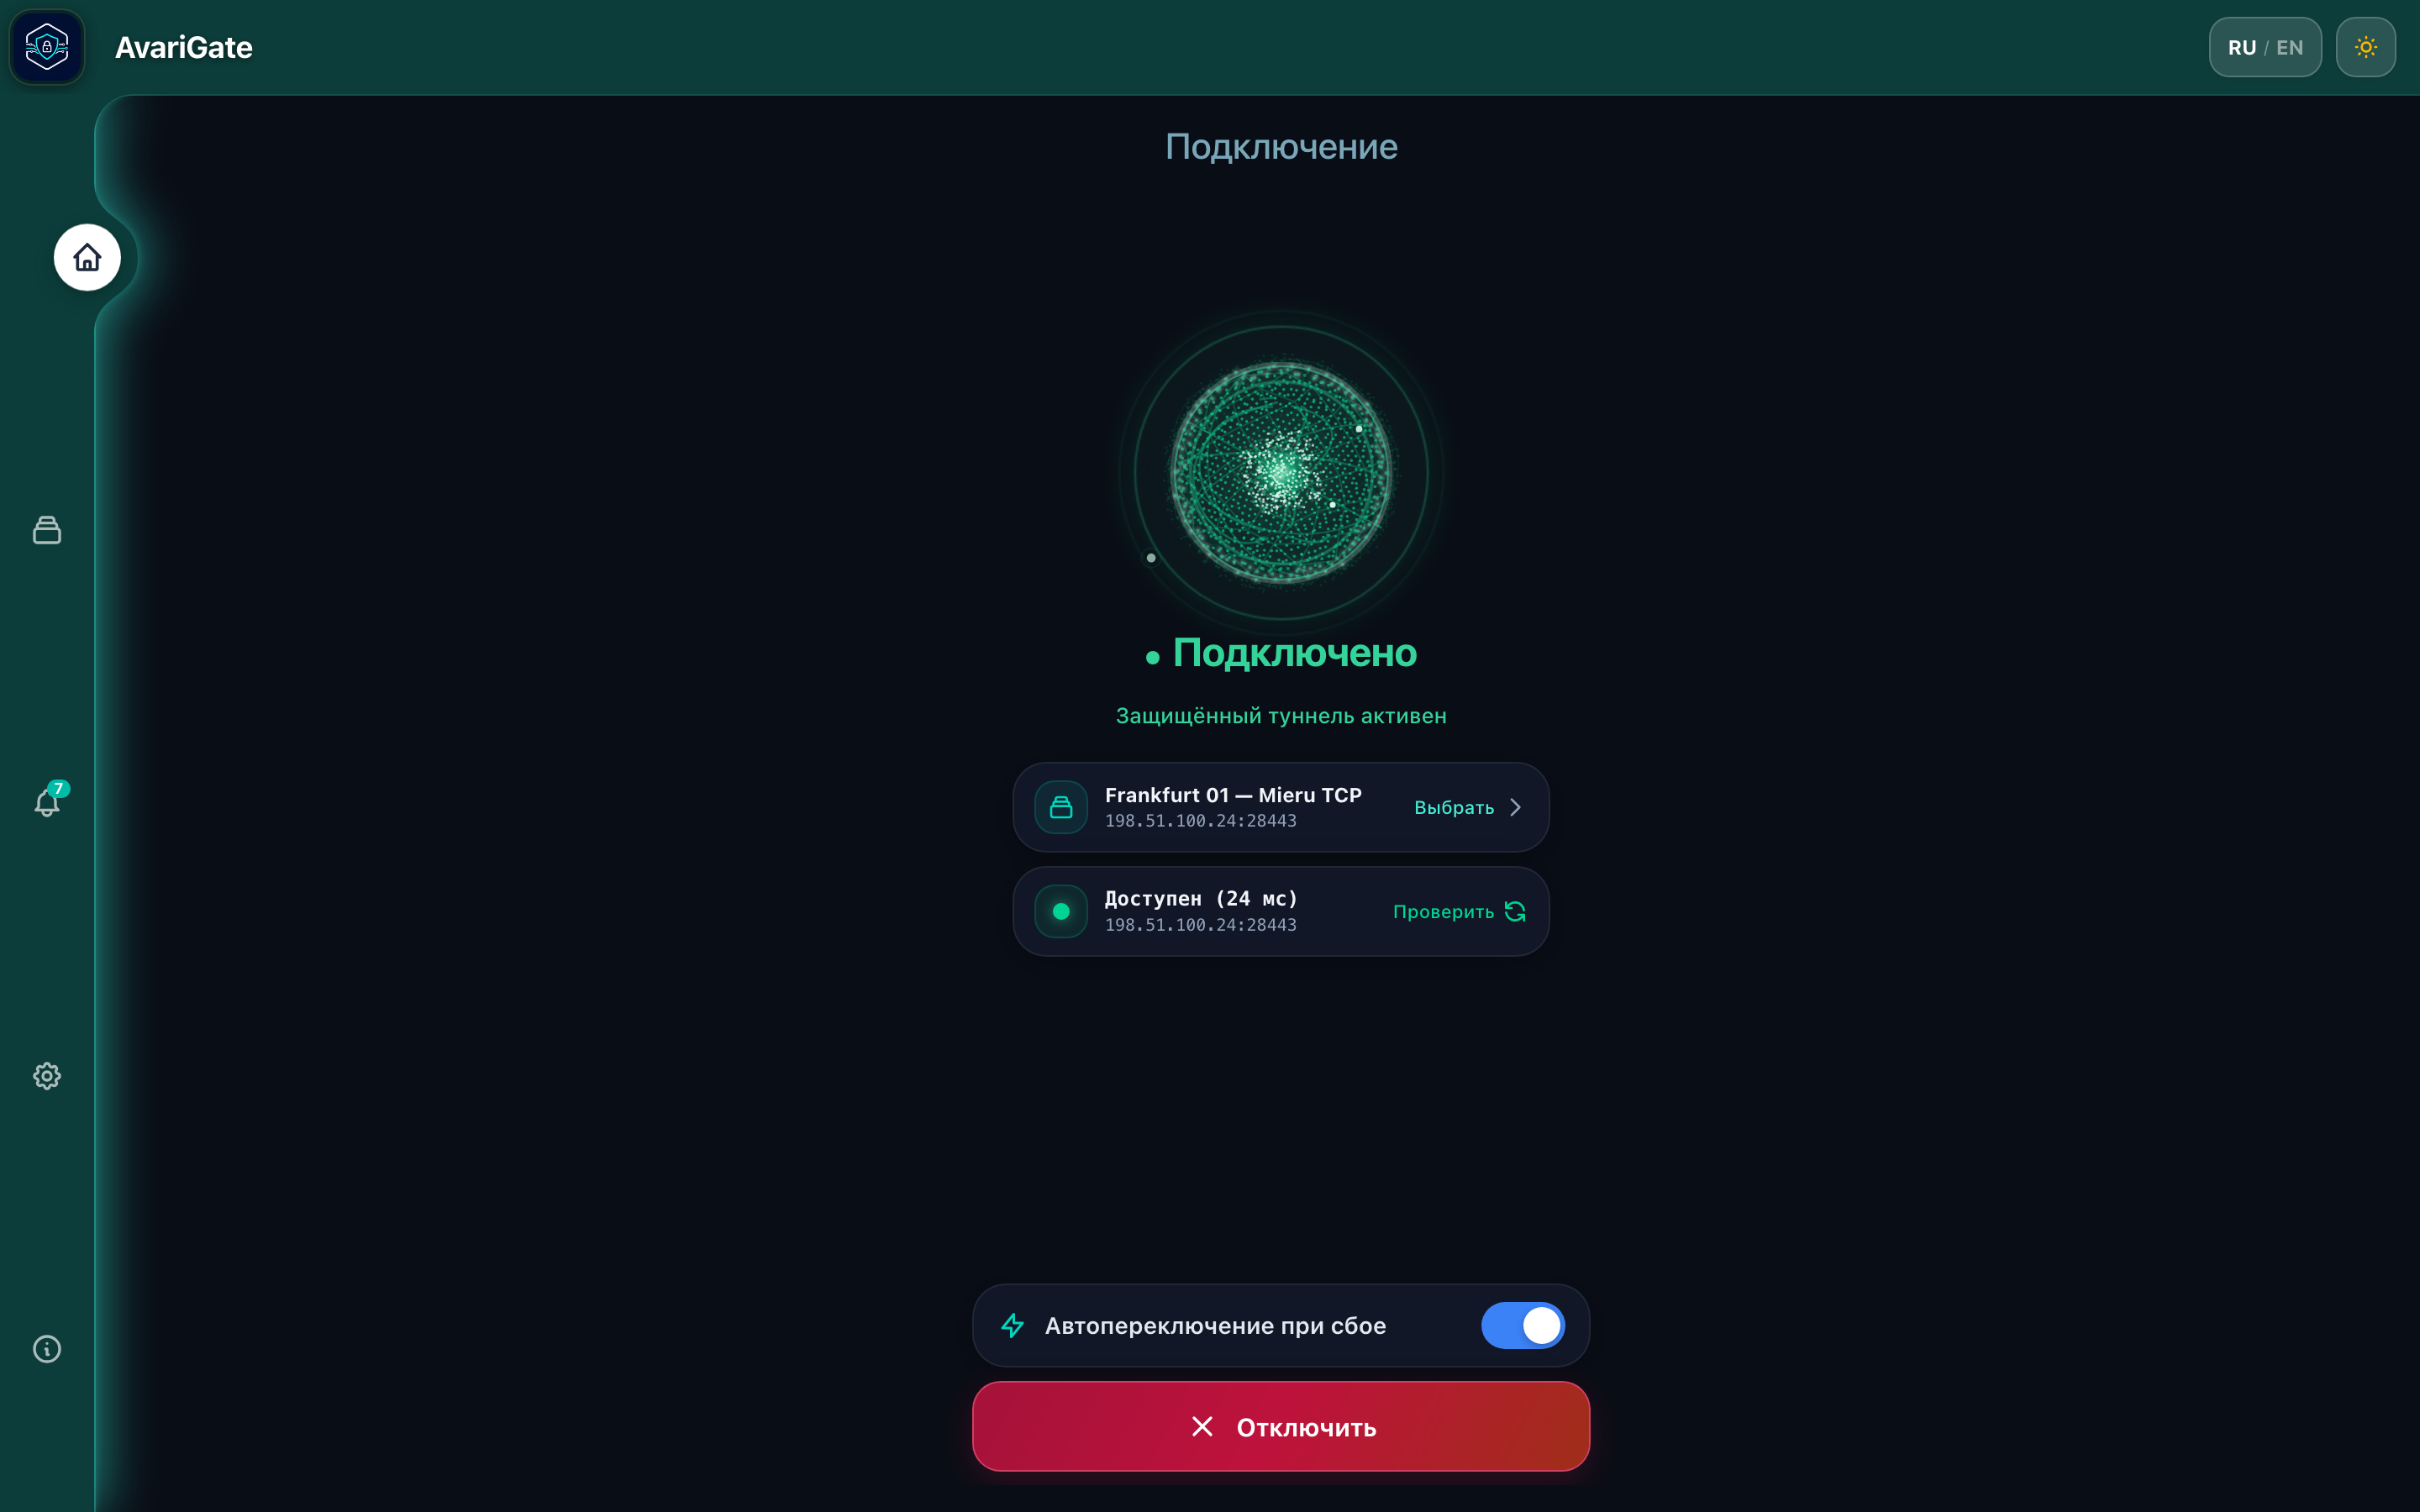 AvariGate
RU / EN
Подключение
7
Подключено
Защищённый туннель активен
Frankfurt 01 — Mieru TCP
198.51.100.24:28443
Выбрать
Доступен (24 мс)
198.51.100.24:28443
Проверить
Автопереключение при сбое
Отключить